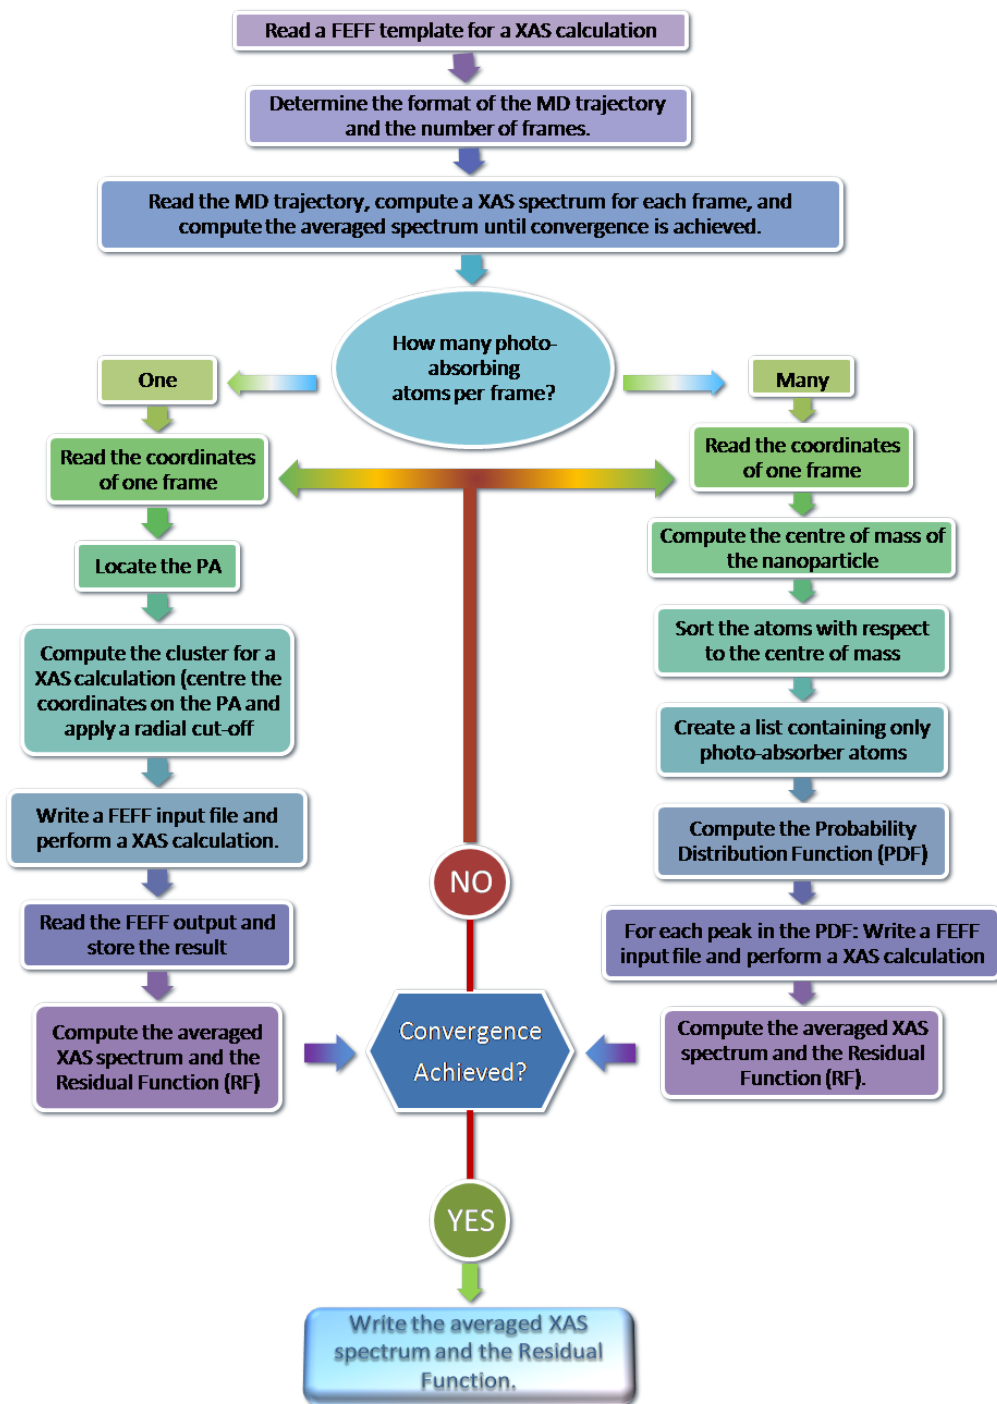 Read a FEFF template for a XAS calculation
Determine the format of the MD trajectory
and the number of frames.
Read the MD trajectory, compute a XAS spectrum for each frame, and
compute the averaged spectrum until convergence is achieved.
How many photo-
absorbing
atoms per frame?
One
Read the coordinates
of one frame
Locate the PA
Compute the cluster for a
XAS calculation (centre the
coordinates on the PA and
apply a radial cut-off
Write a FEFF input file and
perform a XAS calculation.
Read the FEFF output and
store the result
Compute the averaged
XAS spectrum and the
Residual Function (RF)
Many
Read the coordinates
of one frame
Compute the centre of mass of
the nanoparticle
Sort the atoms with respect
to the centre of mass
Create a list containing only
photo-absorber atoms
Compute the Probability
Distribution Function (PDF)
For each peak in the PDF: Write a FEFF
input file and perform a XAS calculation
Compute the averaged XAS
spectrum and the Residual
Function (RF).
NO
Convergence
Achieved?
YES
Write the averaged XAS
spectrum and the Residual
Function.